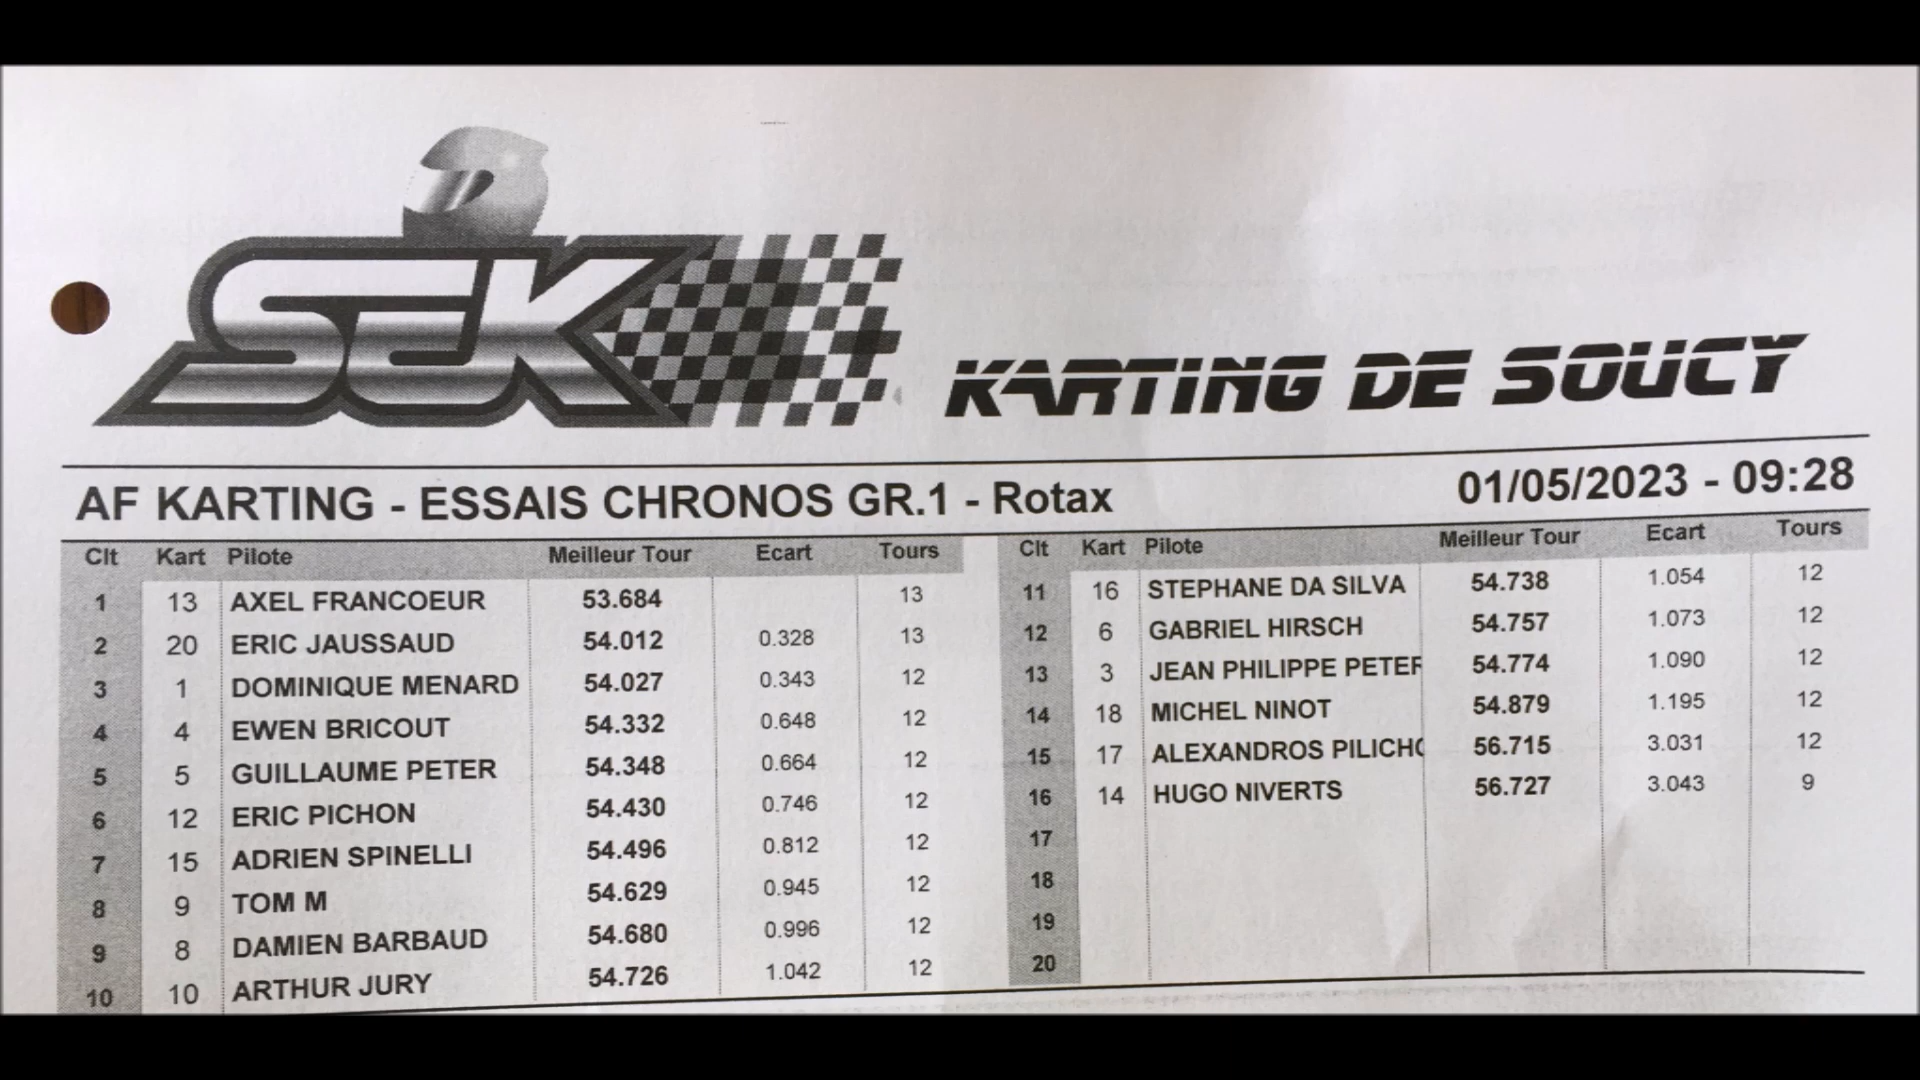 SCK
KARTING DE SOUCY
AF KARTING - ESSAIS CHRONOS GR.1 - Rotax 01/05/2023 - 09:28
Clt Kart Pilote Meilleur Tour Ecart Tours
1 13 AXEL FRANCOEUR 53.684 13
2 20 ERIC JAUSSAUD 54.012 0.328 13
3 1 DOMINIQUE MENARD 54.027 0.343 12
4 4 EWEN BRICOUT 54.332 0.648 12
5 5 GUILLAUME PETER 54.348 0.664 12
6 12 ERIC PICHON 54.430 0.746 12
7 15 ADRIEN SPINELLI 54.496 0.812 12
8 9 TOM M 54.629 0.945 12
9 8 DAMIEN BARBAUD 54.680 0.996 12
10 10 ARTHUR JURY 54.726 1.042 12
Clt Kart Pilote Meilleur Tour Ecart Tours
11 16 STEPHANE DA SILVA 54.738 1.054 12
12 6 GABRIEL HIRSCH 54.757 1.073 12
13 3 JEAN PHILIPPE PETER 54.774 1.090 12
14 18 MICHEL NINOT 54.879 1.195 12
15 17 ALEXANDROS PILICHO 56.715 3.031 12
16 14 HUGO NIVERTS 56.727 3.043 9
17
18
19
20